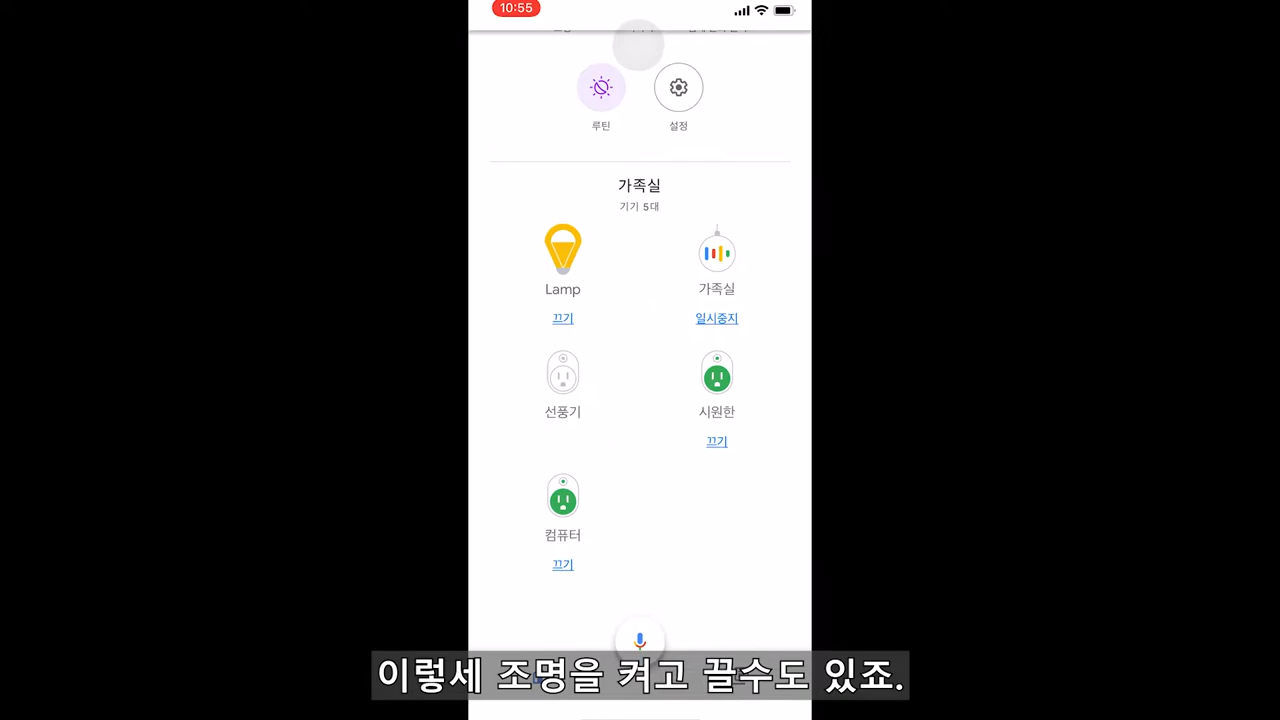 10:55
루틴
설정
가족실
기기 5대
Lamp
가족실
끄기
일시중지
선풍기
시원한
끄기
컴퓨터
끄기
이렇세 조명을 켜고 끌수도 있죠.